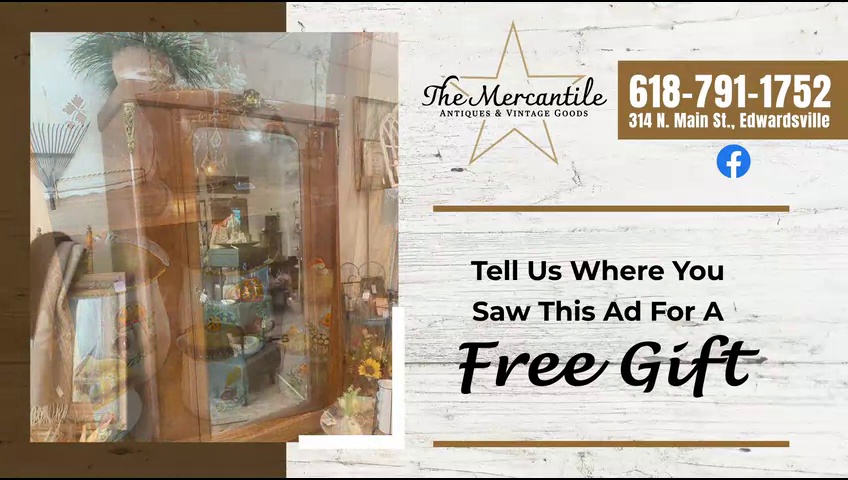 The Mercantile
Antiques & Vintage Goods
618-791-1752
314 N. Main St., Edwardsville
Tell Us Where You
Saw This Ad For A
Free Gift